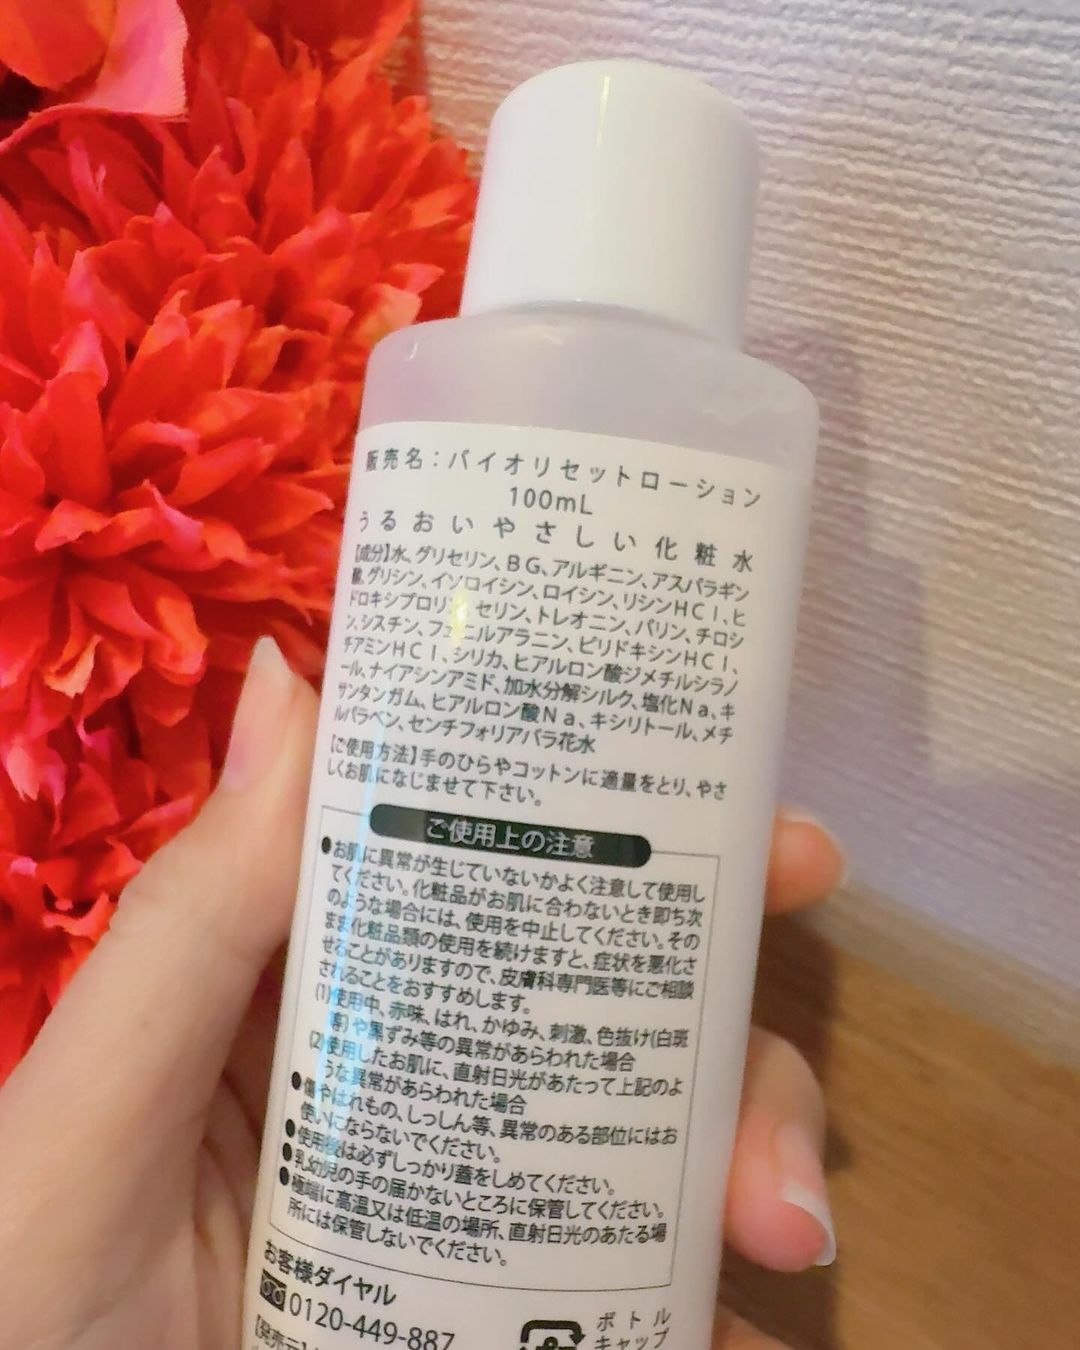 販売名：バイオリセットローション
100mL
うるおいやさしい化粧水
【成分】水、グリセリン、BG、アルギニン、アスパラギン
酸、グリシン、イソロイシン、ロイシン、リシンHCl、ヒ
ドロキシプロリン、セリン、トレオニン、バリン、チロシ
ン、シスチン、フェニルアラニン、ピリドキシンHCl、
チアミンHCl、シリカ、ヒアルロン酸ジメチルシラノ
ール、ナイアシンアミド、加水分解シルク、塩化Na、キ
サンタンガム、ヒアルロン酸Na、キシリトール、メチ
ルパラベン、センチフォリアバラ花水
【ご使用方法】手のひらやコットンに適量をとり、やさ
しくお肌になじませて下さい。
ご使用上の注意
●お肌に異常が生じていないかよく注意して使用し
てください。化粧品がお肌に合わないとき即ち次
のような場合には、使用を中止してください。その
まま化粧品類の使用を続けますと、症状を悪化さ
せることがありますので、皮膚科専門医等にご相談
されることをおすすめします。
(1)使用中、赤味、はれ、かゆみ、刺激、色抜け(白斑
等)や黒ずみ等の異常があらわれた場合
(2)使用したお肌に、直射日光があたって上記のよ
うな異常があらわれた場合
●傷やはれもの、しっしん等、異常のある部位にはお
使いにならないでください。
●使用後は必ずしっかり蓋をしめてください。
●乳幼児の手の届かないところに保管してください。
●極端に高温又は低温の場所、直射日光のあたる場
所には保管しないでください。
お客様ダイヤル
0120-449-887
【発売元】
ボトル
キャップ
プラ